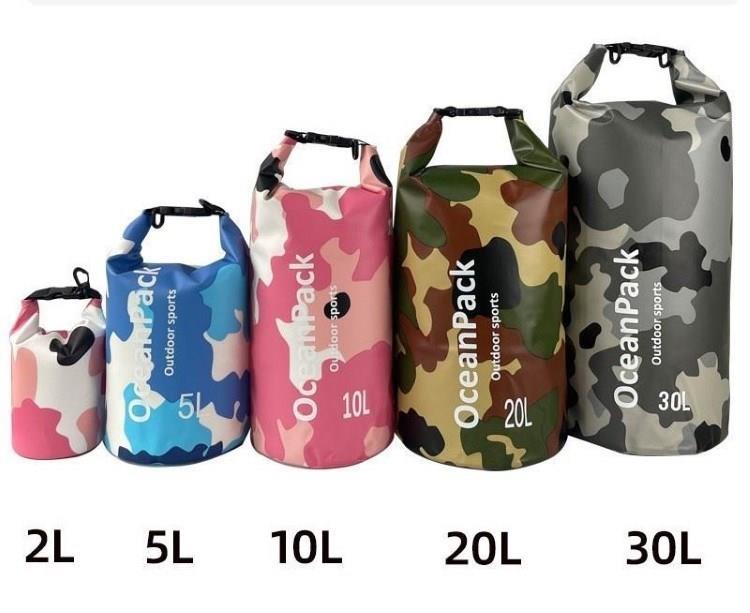 OceanPack
Outdoor sports
5L
OceanPack
Outdoor sports
10L
OceanPack
Outdoor sports
20L
OceanPack
Outdoor sports
30L
2L 5L 10L 20L 30L